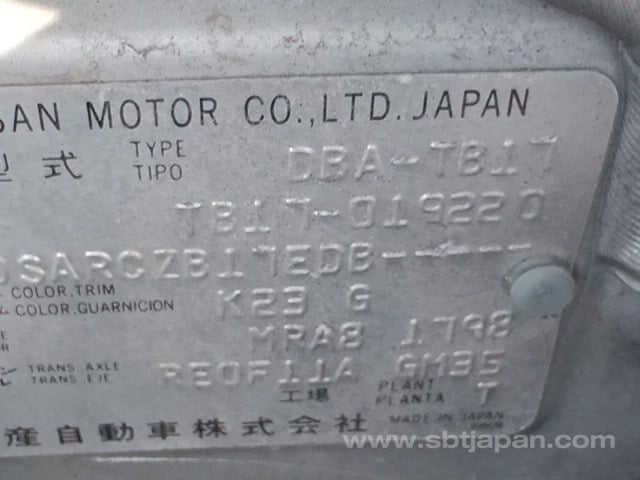 SAN MOTOR CO.,LTD.JAPAN
型式 TYPE TIPO DBA-TB17
TB17-019220
SARCZB17EDB-----
COLOR,TRIM
COLOR,GUARNICION K23 G
MRA8 1798
TRANS. AXLE
TRANS. EJE RE0F11A GM35
工場 PLANT PLANTA T
産自動車株式会社 MADE IN JAPAN
www.sbtjapan.com